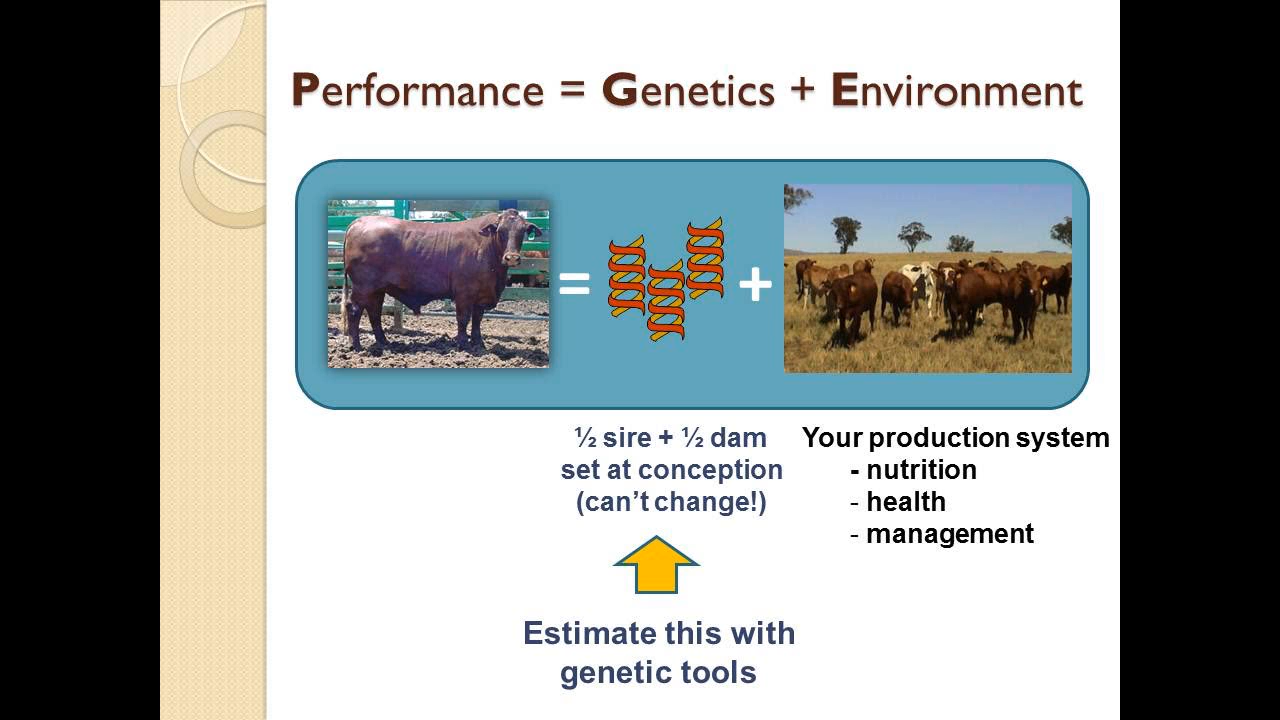 Performance = Genetics + Environment
= +
½ sire + ½ dam
set at conception
(can't change!)
Your production system
- nutrition
- health
- management
Estimate this with
genetic tools